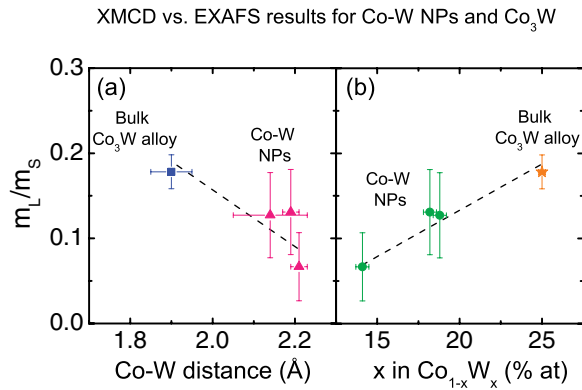 XMCD vs. EXAFS results for Co-W NPs and Co₃W
0.3
(a)
(b)
Bulk
Co₃W alloy
Co-W
NPs
Bulk
Co₃W alloy
Co-W
NPs
0.2
0.1
0.0
m_L/m_S
1.8 2.0 2.2
15 20 25
Co-W distance (Å)
x in Co₁₋ₓWₓ (% at)